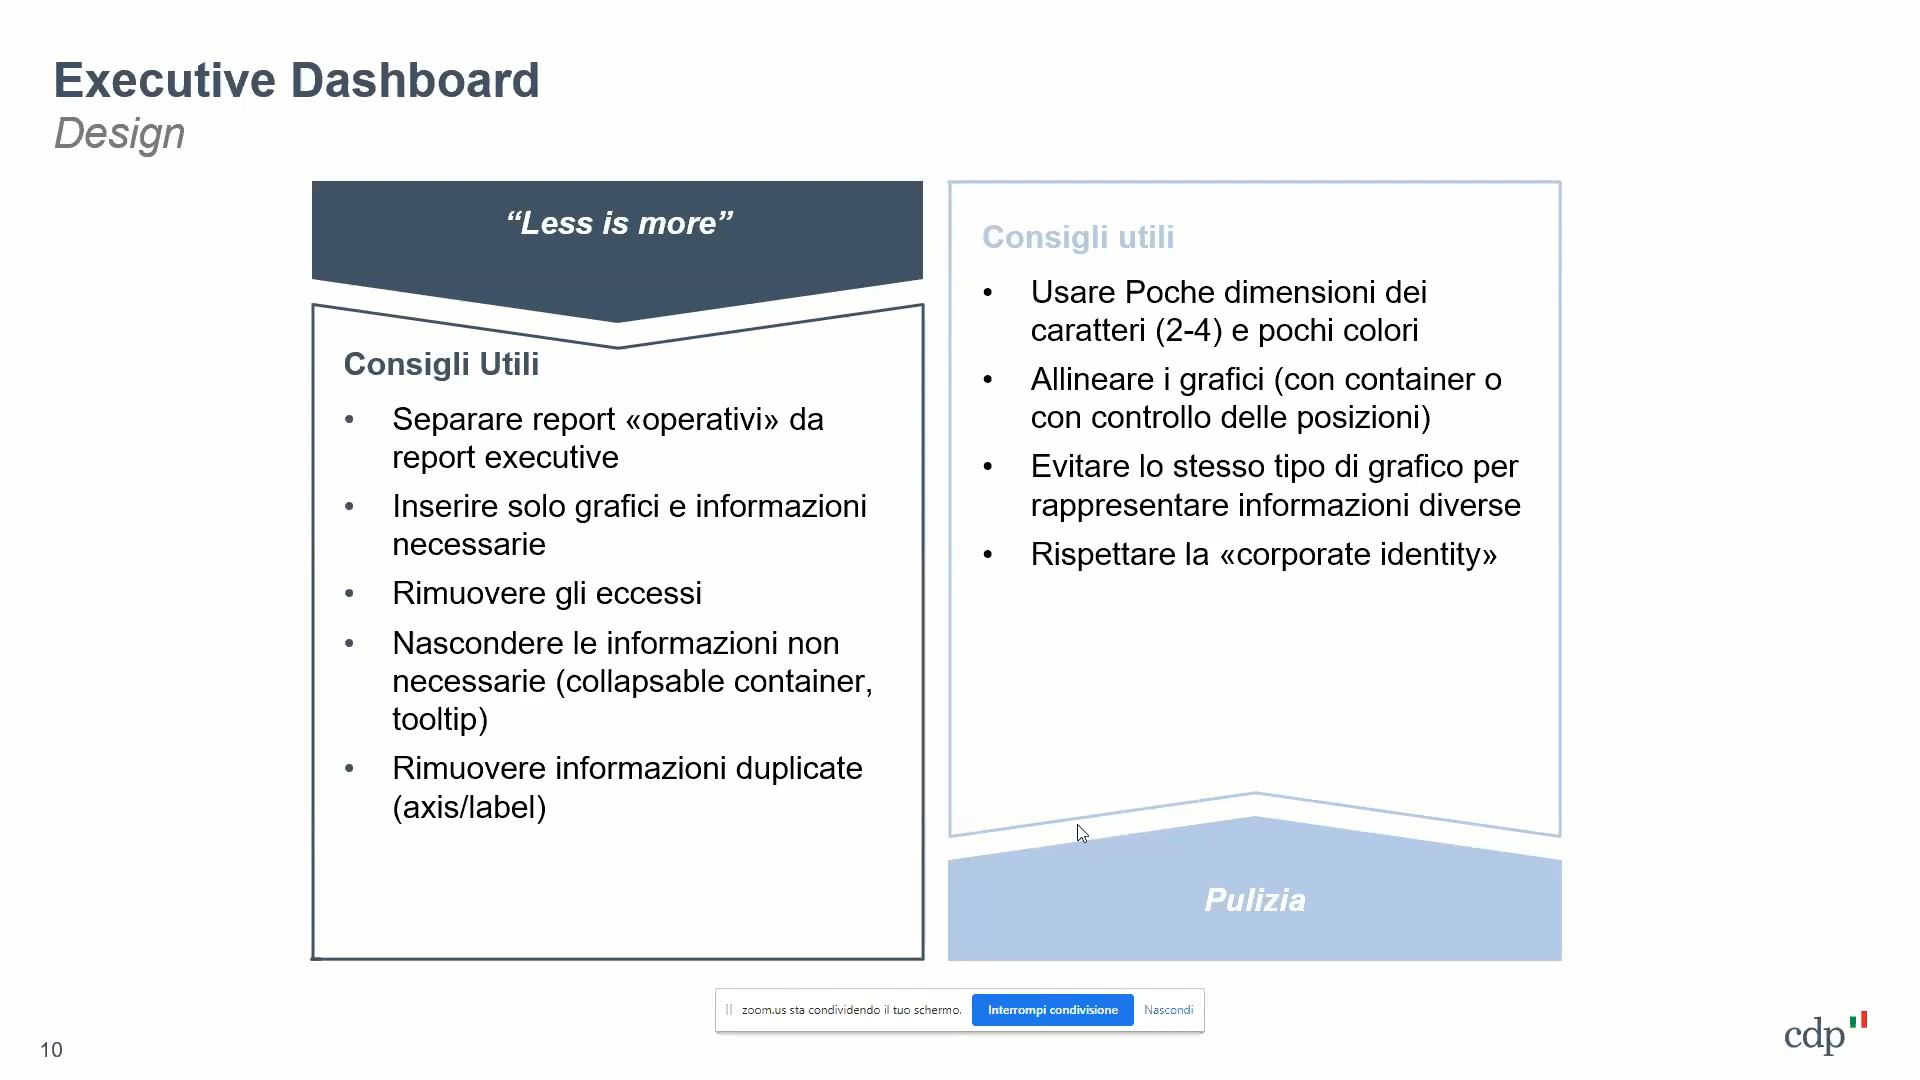 Executive Dashboard
Design
“Less is more”
Consigli Utili
• Separare report «operativi» da
report executive
• Inserire solo grafici e informazioni
necessarie
• Rimuovere gli eccessi
• Nascondere le informazioni non
necessarie (collapsable container,
tooltip)
• Rimuovere informazioni duplicate
(axis/label)
Consigli utili
• Usare Poche dimensioni dei
caratteri (2-4) e pochi colori
• Allineare i grafici (con container o
con controllo delle posizioni)
• Evitare lo stesso tipo di grafico per
rappresentare informazioni diverse
• Rispettare la «corporate identity»
Pulizia
zoom.us sta condividendo il tuo schermo. Interrompi condivisione Nascondi
10
cdp